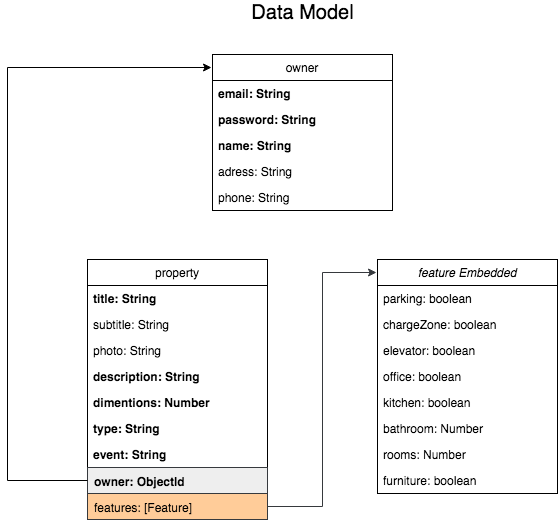 Data Model
owner
email: String
password: String
name: String
adress: String
phone: String
property
title: String
subtitle: String
photo: String
description: String
dimentions: Number
type: String
event: String
owner: ObjectId
features: [Feature]
feature Embedded
parking: boolean
chargeZone: boolean
elevator: boolean
office: boolean
kitchen: boolean
bathroom: Number
rooms: Number
furniture: boolean